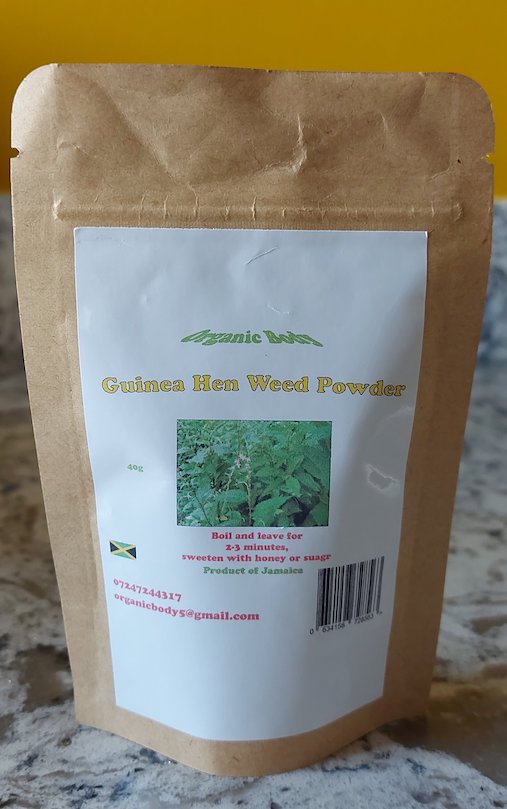 Organic Body
Guinea Hen Weed Powder
40g
Boil and leave for
2-3 minutes,
sweeten with honey or suagr
Product of Jamaica
07247244317
organicbody5@gmail.com